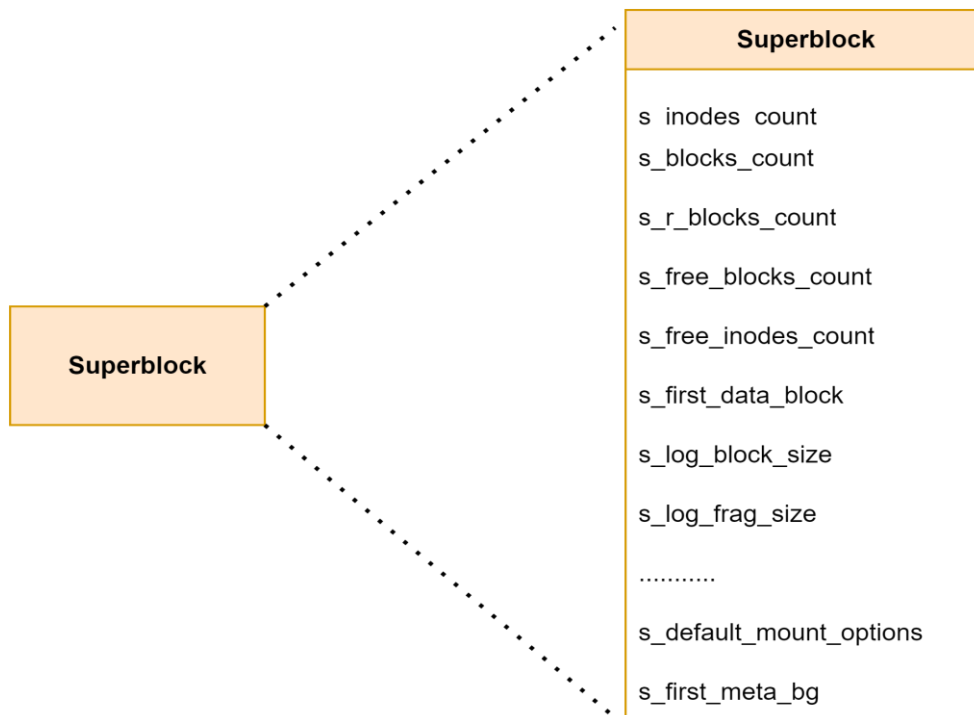 Superblock
Superblock
s_inodes_count
s_blocks_count
s_r_blocks_count
s_free_blocks_count
s_free_inodes_count
s_first_data_block
s_log_block_size
s_log_frag_size
...........
s_default_mount_options
s_first_meta_bg